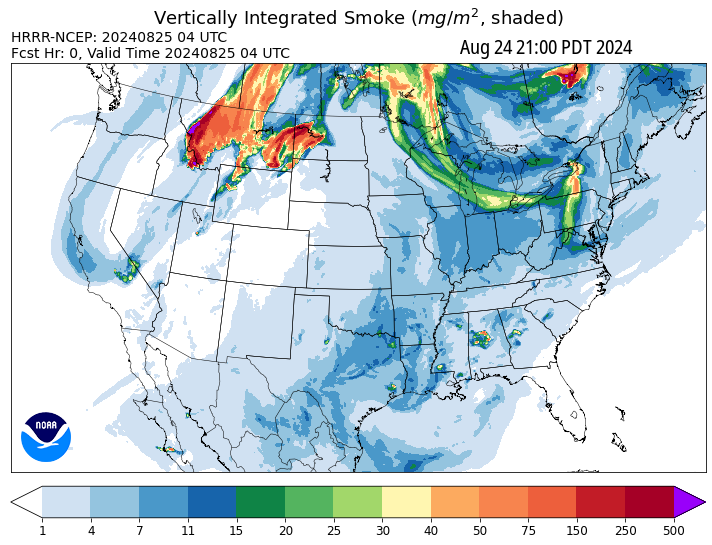 Vertically Integrated Smoke (mg/m², shaded)
HRRR-NCEP: 20240825 04 UTC
Fcst Hr: 0, Valid Time 20240825 04 UTC
Aug 24 21:00 PDT 2024
NOAA
1 4 7 11 15 20 25 30 40 50 75 150 250 500